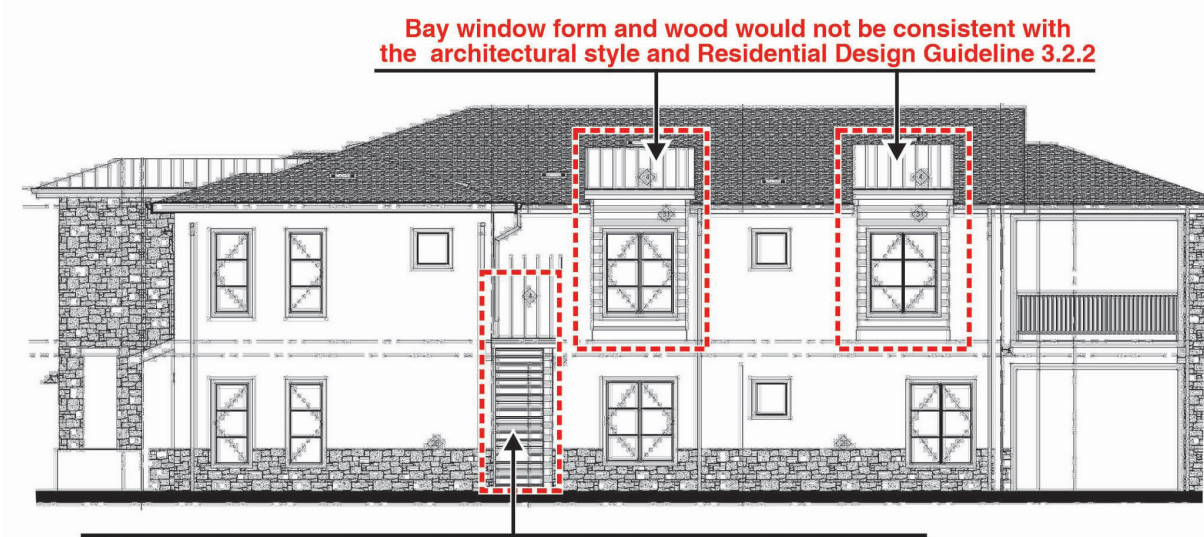 Bay window form and wood would not be consistent with
the architectural style and Residential Design Guideline 3.2.2